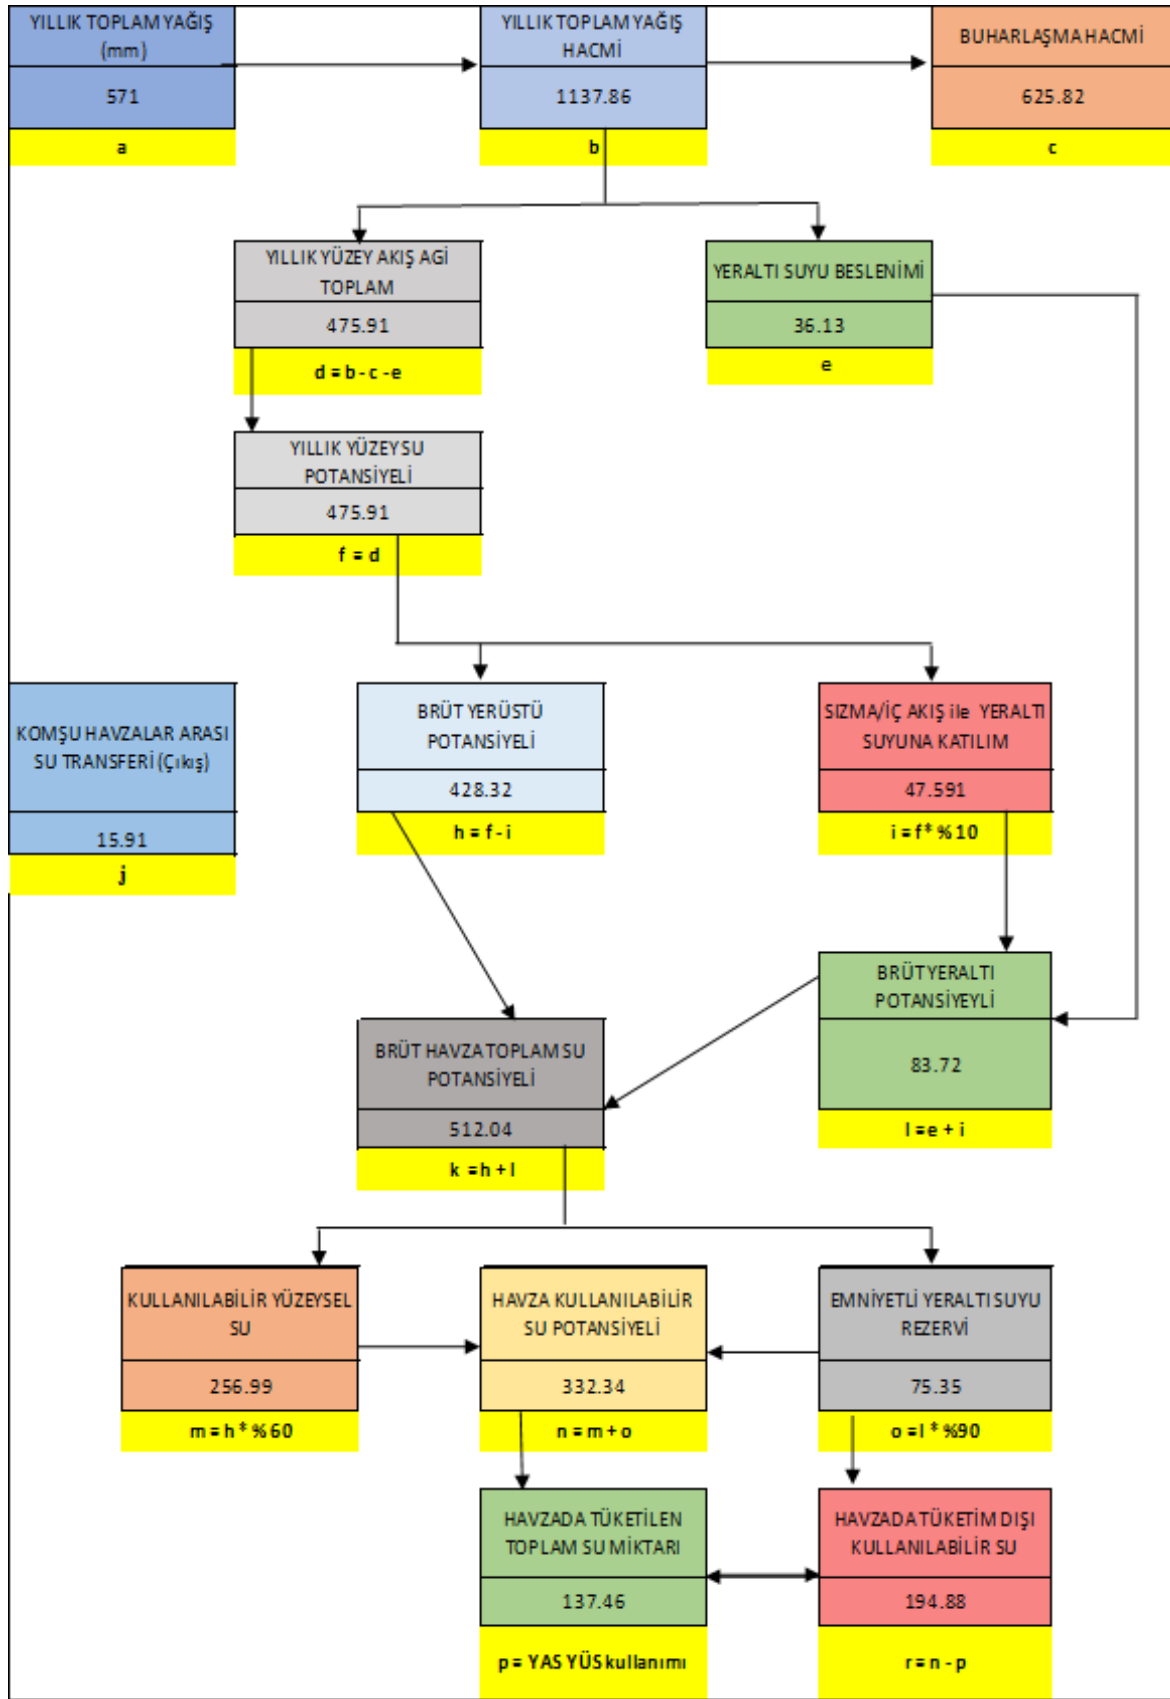 YILLIK TOPLAM YAĞIŞ
(mm)
571
a
YILLIK TOPLAM YAĞIŞ
HACMİ
1137.86
b
BUHARLAŞMA HACMİ
625.82
c
YILLIK YÜZEY AKIŞ AGİ
TOPLAM
475.91
d = b - c - e
YERALTI SUYU BESLENİMİ
36.13
e
YILLIK YÜZEY SU
POTANSİYELİ
475.91
f = d
KOMŞU HAVZALAR ARASI
SU TRANSFERİ (Çıkış)
15.91
j
BRÜT YERÜSTÜ
POTANSİYELİ
428.32
h = f - i
SIZMA/İÇ AKIŞ ile YERALTI
SUYUNA KATILIM
47.591
i = f* %10
BRÜT YERALTI
POTANSİYEYLİ
83.72
l = e + i
BRÜT HAVZA TOPLAM SU
POTANSİYELİ
512.04
k = h + l
KULLANILABİLİR YÜZEYSEL
SU
256.99
m = h * %60
HAVZA KULLANILABİLİR
SU POTANSİYELİ
332.34
n = m + o
EMNİYETLİ YERALTI SUYU
REZERVİ
75.35
o = l * %90
HAVZADA TÜKETİLEN
TOPLAM SU MİKTARI
137.46
p = YAS YÜS kullanımı
HAVZADA TÜKETİM DIŞI
KULLANILABİLİR SU
194.88
r = n - p